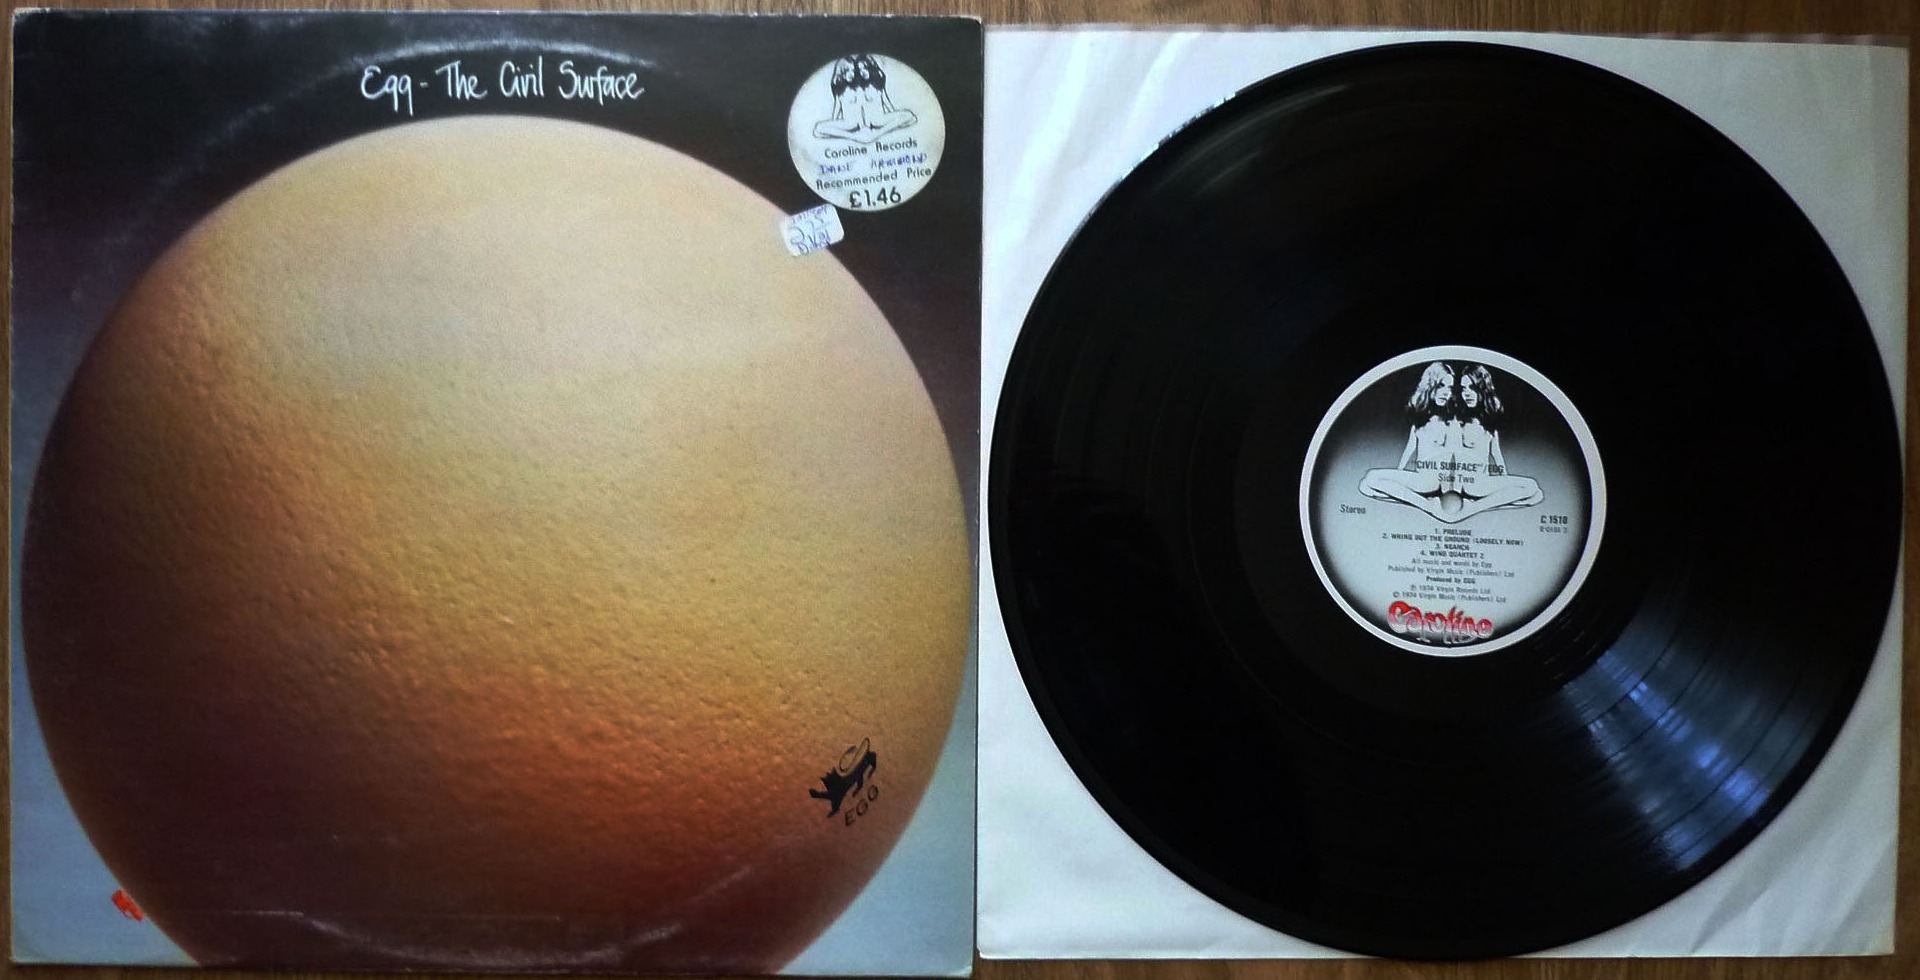 Egg - The Civil Surface
Caroline Records
Recommended Price
£1.46
EGG
"CIVIL SURFACE"/EGG
Side Two
Stereo
C 1510
1. PRELUDE
2. WRING OUT THE GROUND (LOOSELY NOW)
3. NEARCH
4. WIND QUARTET 2
All music and words by Egg
Published by Virgin Music (Publishers) Ltd
Produced by EGG
℗ 1974 Virgin Records Ltd
© 1974 Virgin Music (Publishers) Ltd
Caroline